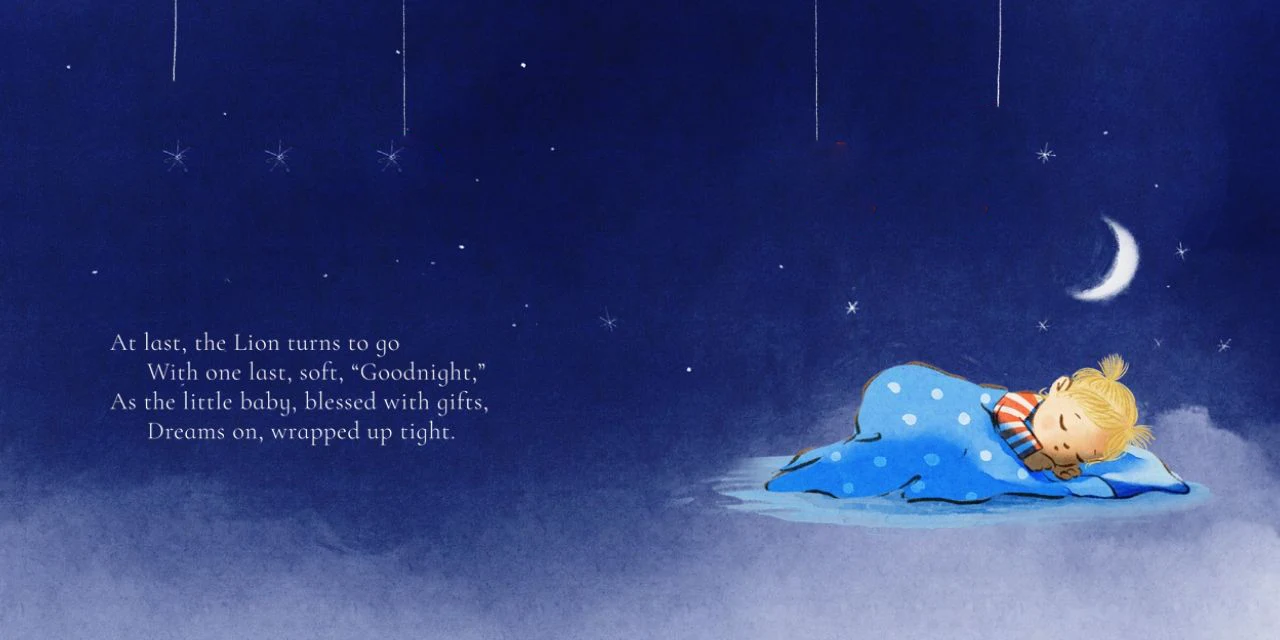 At last, the Lion turns to go
With one last, soft, “Goodnight,”
As the little baby, blessed with gifts,
Dreams on, wrapped up tight.